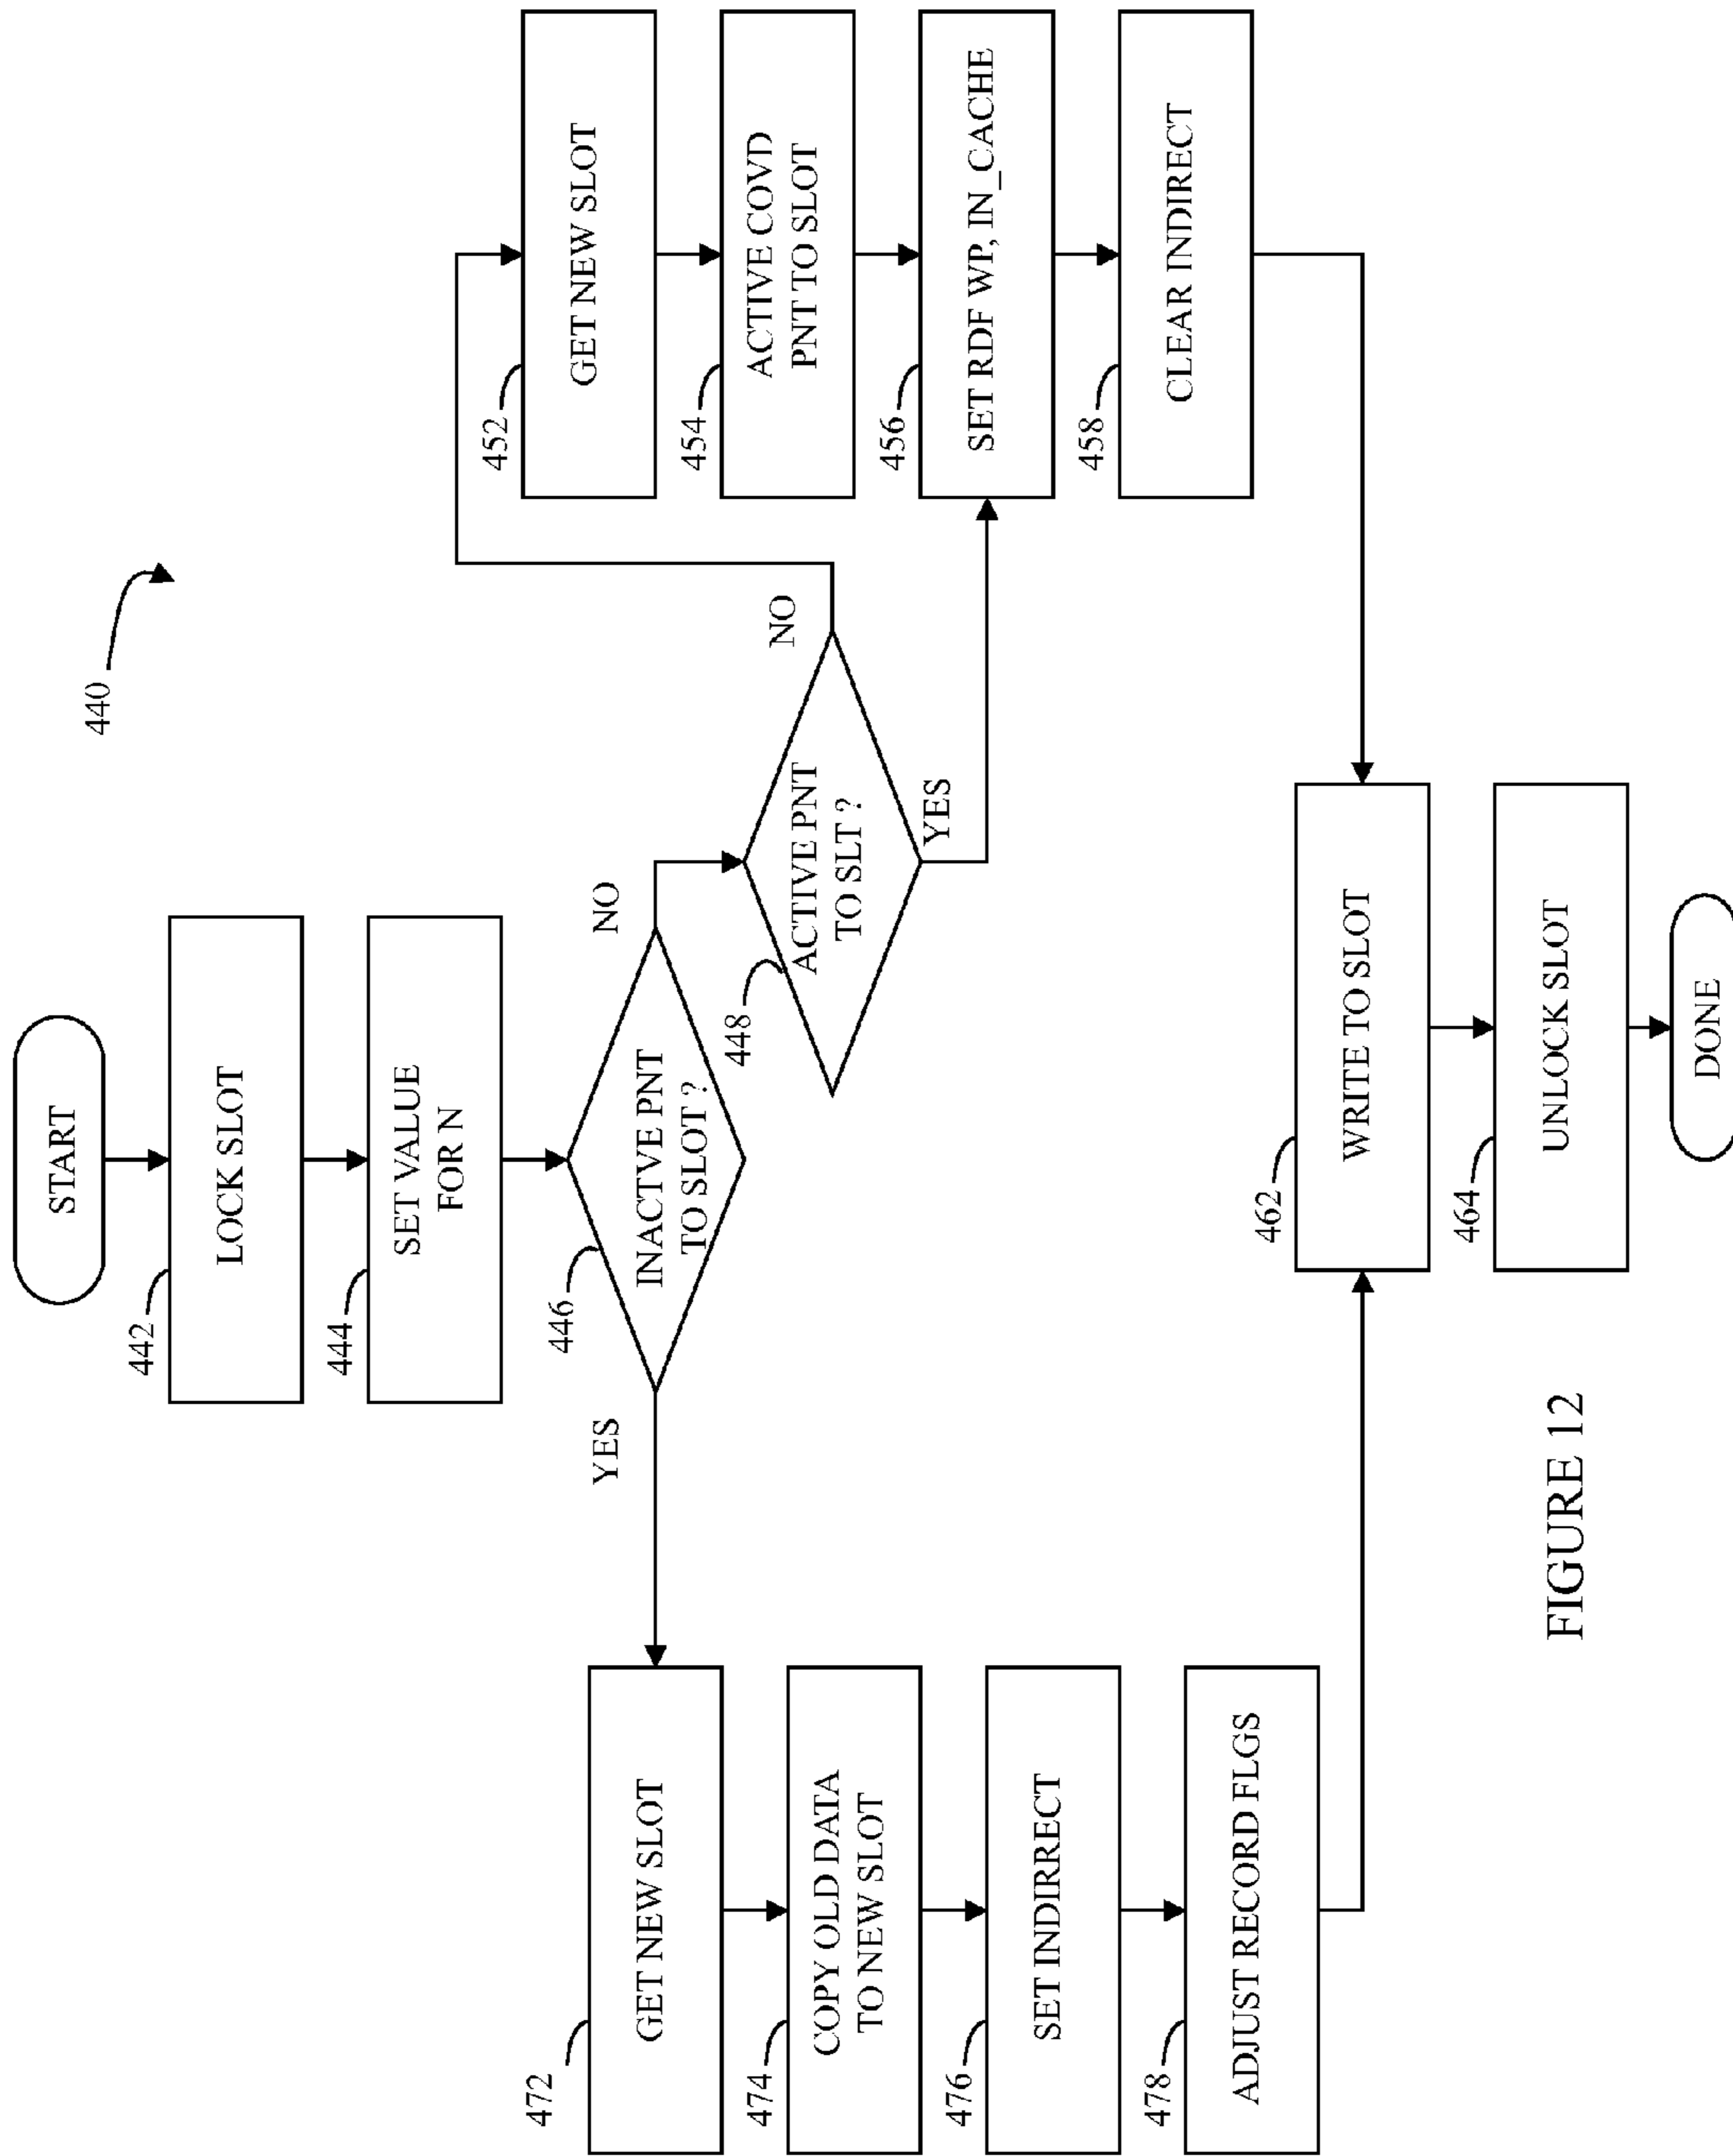 440
START
442
LOCK SLOT
444
SET VALUE
FOR N
446
INACTVE PNT
TO SLOT ?
YES
NO
448
ACTIVE PNT
TO SLT ?
NO
YES
452
GET NEW SLOT
454
ACTIVE COVD
PNT TO SLOT
456
SET RDF WP, IN_CACHE
458
CLEAR INDIRECT
472
GET NEW SLOT
474
COPY OLD DATA
TO NEW SLOT
476
SET INDIRRECT
478
ADJUST RECORD FLGS
462
WRITE TO SLOT
464
UNLOCK SLOT
DONE
FIGURE 12